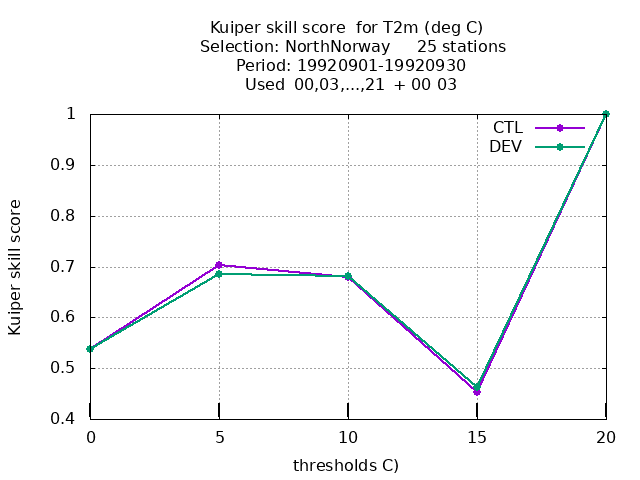 Kuiper skill score  for T2m (deg C)
Selection: NorthNorway     25 stations
Period: 19920901-19920930
Used  00,03,...,21  + 00 03
CTL
DEV
1
0.9
0.8
0.7
0.6
0.5
0.4
Kuiper skill score
0 5 10 15 20
thresholds C)